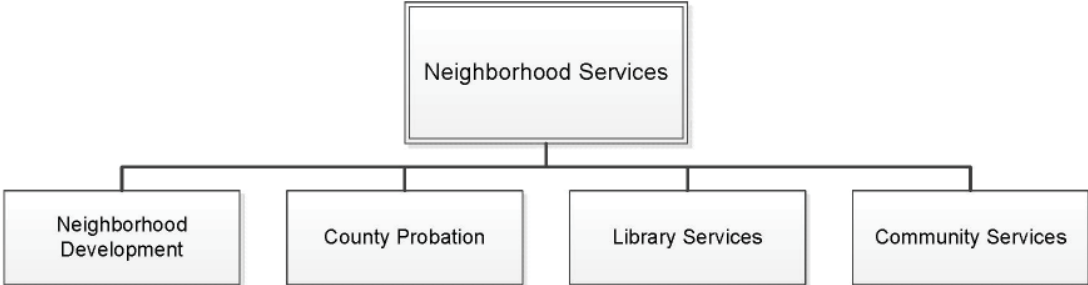 Neighborhood Services
Neighborhood
Development
County Probation
Library Services
Community Services